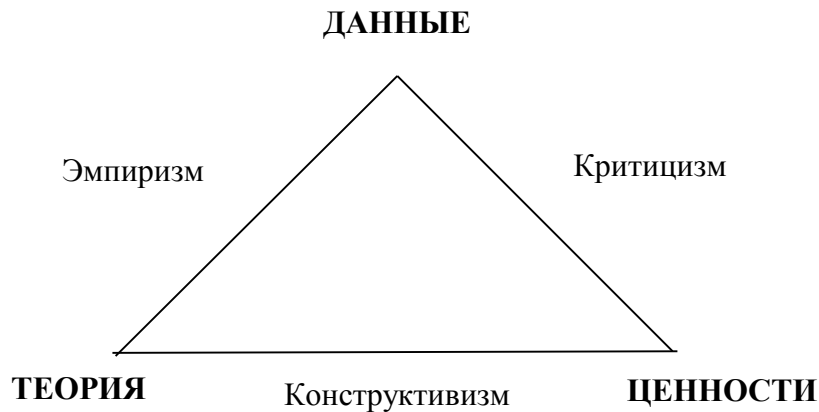 ДАННЫЕ
Эмпиризм
Критицизм
ТЕОРИЯ
Конструктивизм
ЦЕННОСТИ